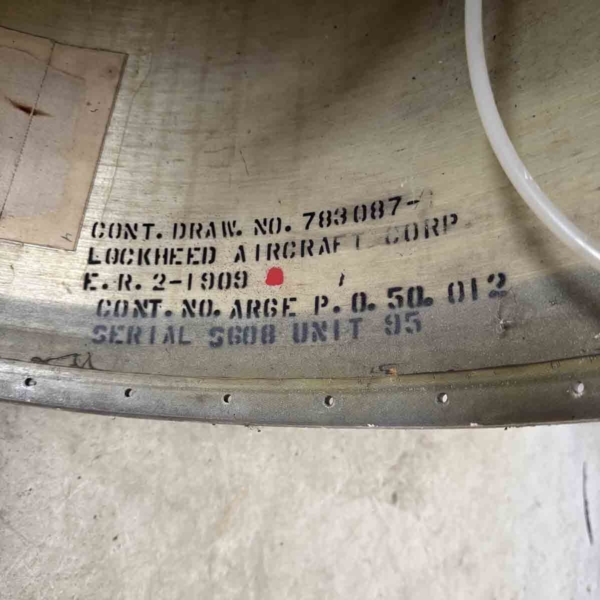 CONT. DRAW. NO. 783087-
LOCKHEED AIRCRAFT CORP
E.R. 2-1909
CONT. NO. ARGE P.O. 50. 012
SERIAL S608 UNIT 95